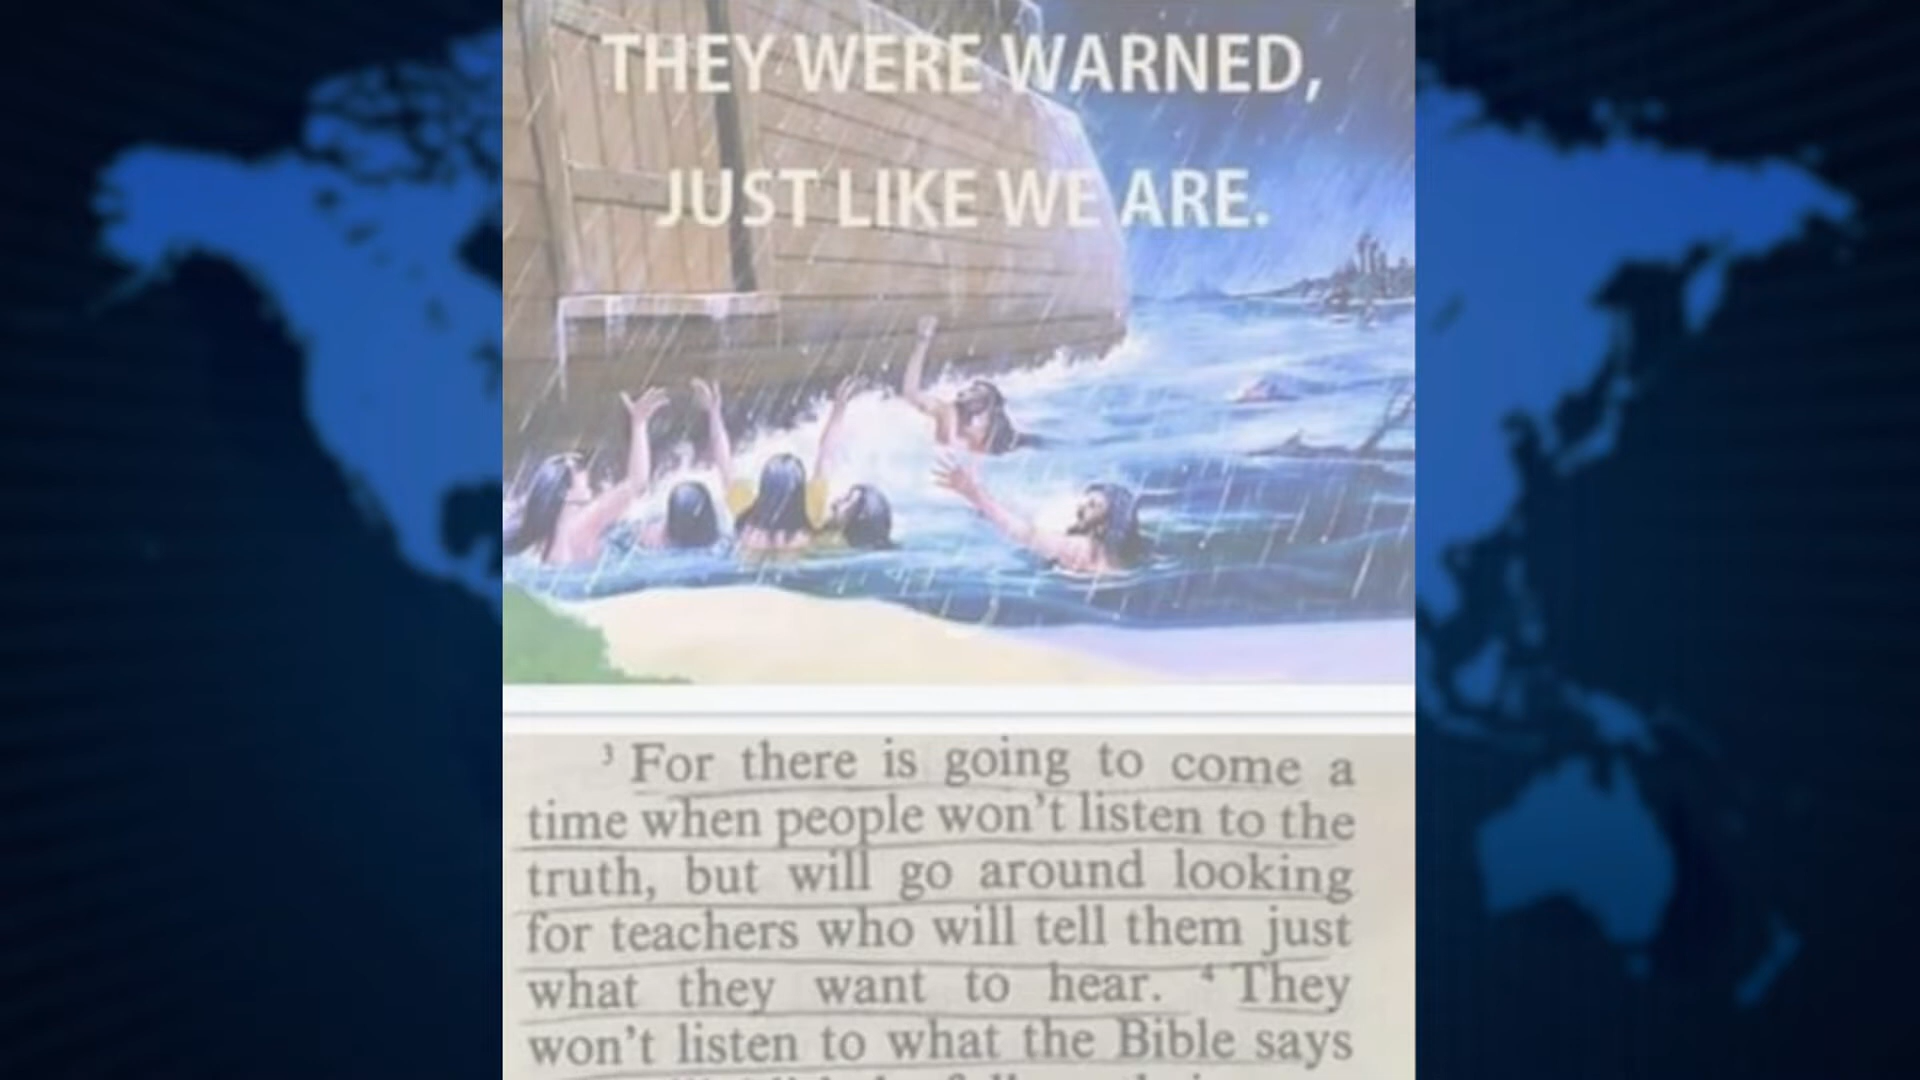 THEY WERE WARNED,
JUST LIKE WE ARE.
³ For there is going to come a
time when people won't listen to the
truth, but will go around looking
for teachers who will tell them just
what they want to hear. ⁴ They
won't listen to what the Bible says